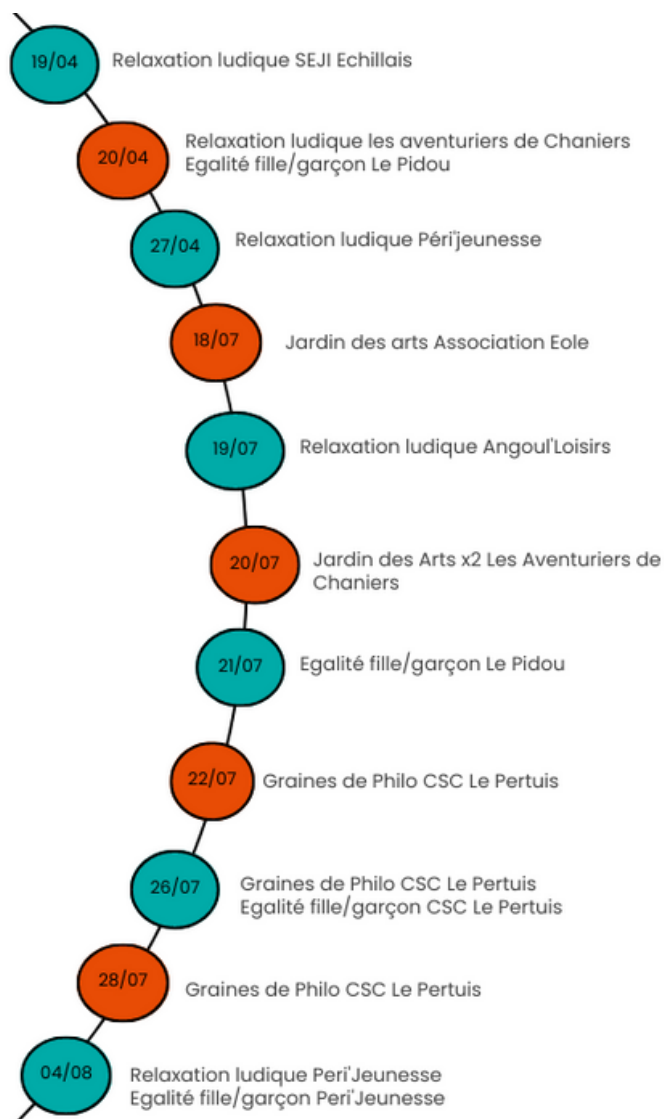 19/04
Relaxation ludique SEJI Echillais
20/04
Relaxation ludique les aventuriers de Chaniers
Egalité fille/garçon Le Pidou
27/04
Relaxation ludique Péri'jeunesse
18/07
Jardin des arts Association Eole
19/07
Relaxation ludique Angoul'Loisirs
20/07
Jardin des Arts x2 Les Aventuriers de
Chaniers
21/07
Egalité fille/garçon Le Pidou
22/07
Graines de Philo CSC Le Pertuis
26/07
Graines de Philo CSC Le Pertuis
Egalité fille/garçon CSC Le Pertuis
28/07
Graines de Philo CSC Le Pertuis
04/08
Relaxation ludique Peri'Jeunesse
Egalité fille/garçon Peri'Jeunesse